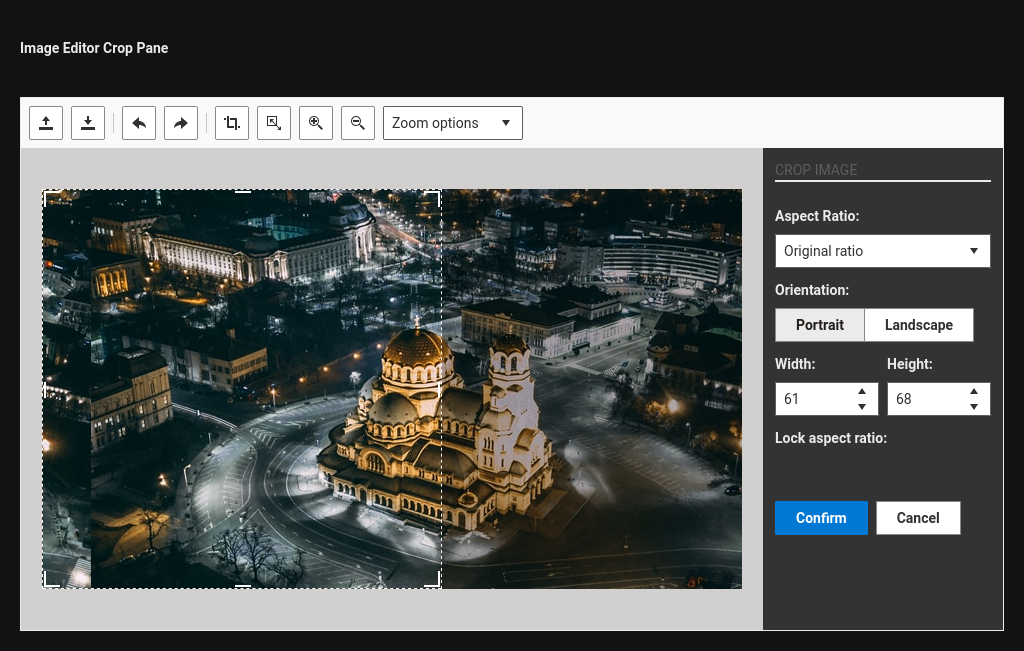 Image Editor Crop Pane
Zoom options
CROP IMAGE
Aspect Ratio:
Original ratio
Orientation:
Portrait Landscape
Width: Height:
61 68
Lock aspect ratio:
Confirm Cancel